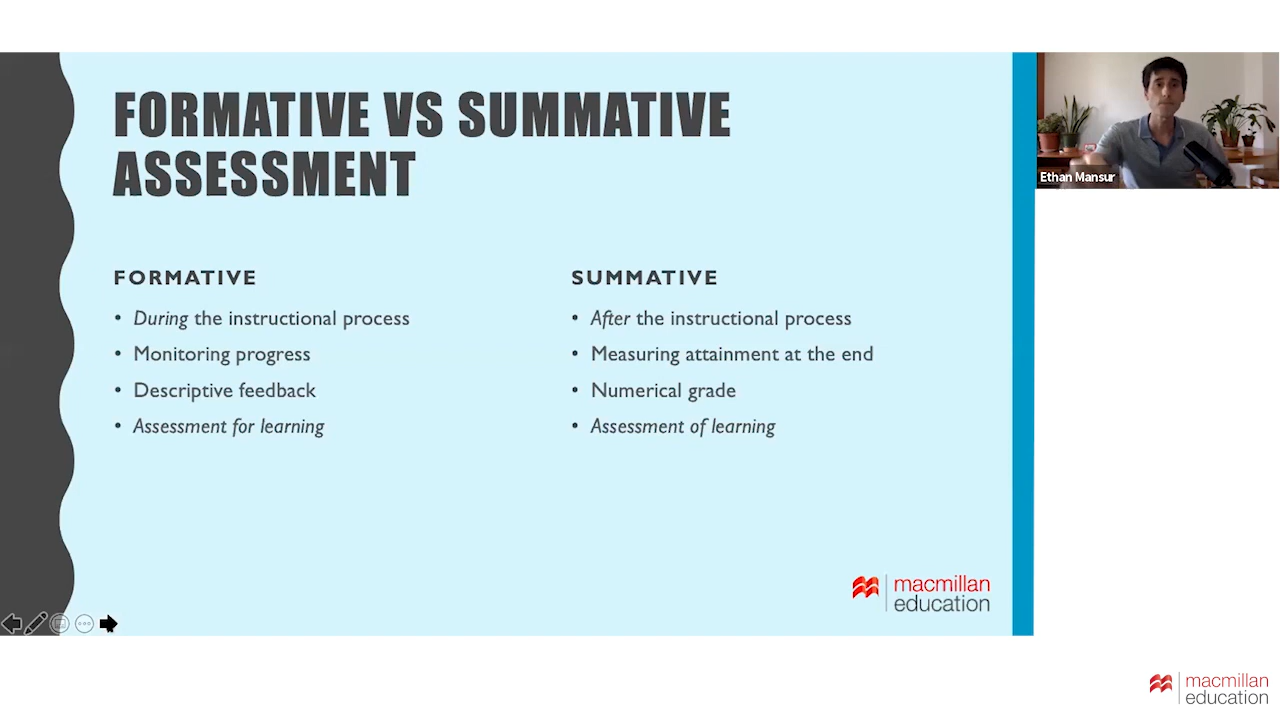 FORMATIVE VS SUMMATIVE
ASSESSMENT
FORMATIVE
• During the instructional process
• Monitoring progress
• Descriptive feedback
• Assessment for learning
SUMMATIVE
• After the instructional process
• Measuring attainment at the end
• Numerical grade
• Assessment of learning
macmillan
education
Ethan Mansur
macmillan
education